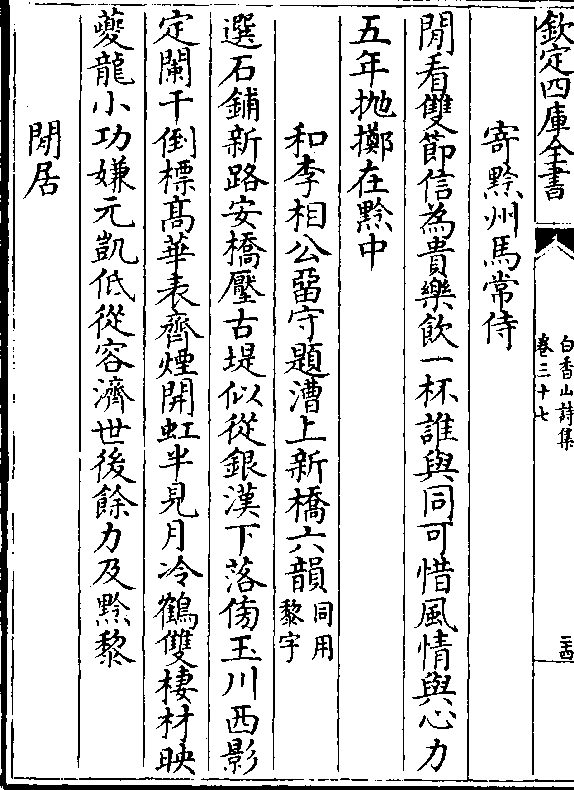 欽定四庫全書
白香山詩集
卷三十七
二十四
寄黔州馬常侍
閒看雙節信為貴樂飲一杯誰與同可惜風情與心力
五年抛擲在黔中
和李相公留守題漕上新橋六韻同用
黎字
選石鋪新路安橋壓古堤似從銀漢下落傍玉川西影
定闌干倒標髙華表齊煙開虹半見月冷鶴雙棲材映
夔龍小功嫌元凱低從容濟世後餘力及黔黎
閒居